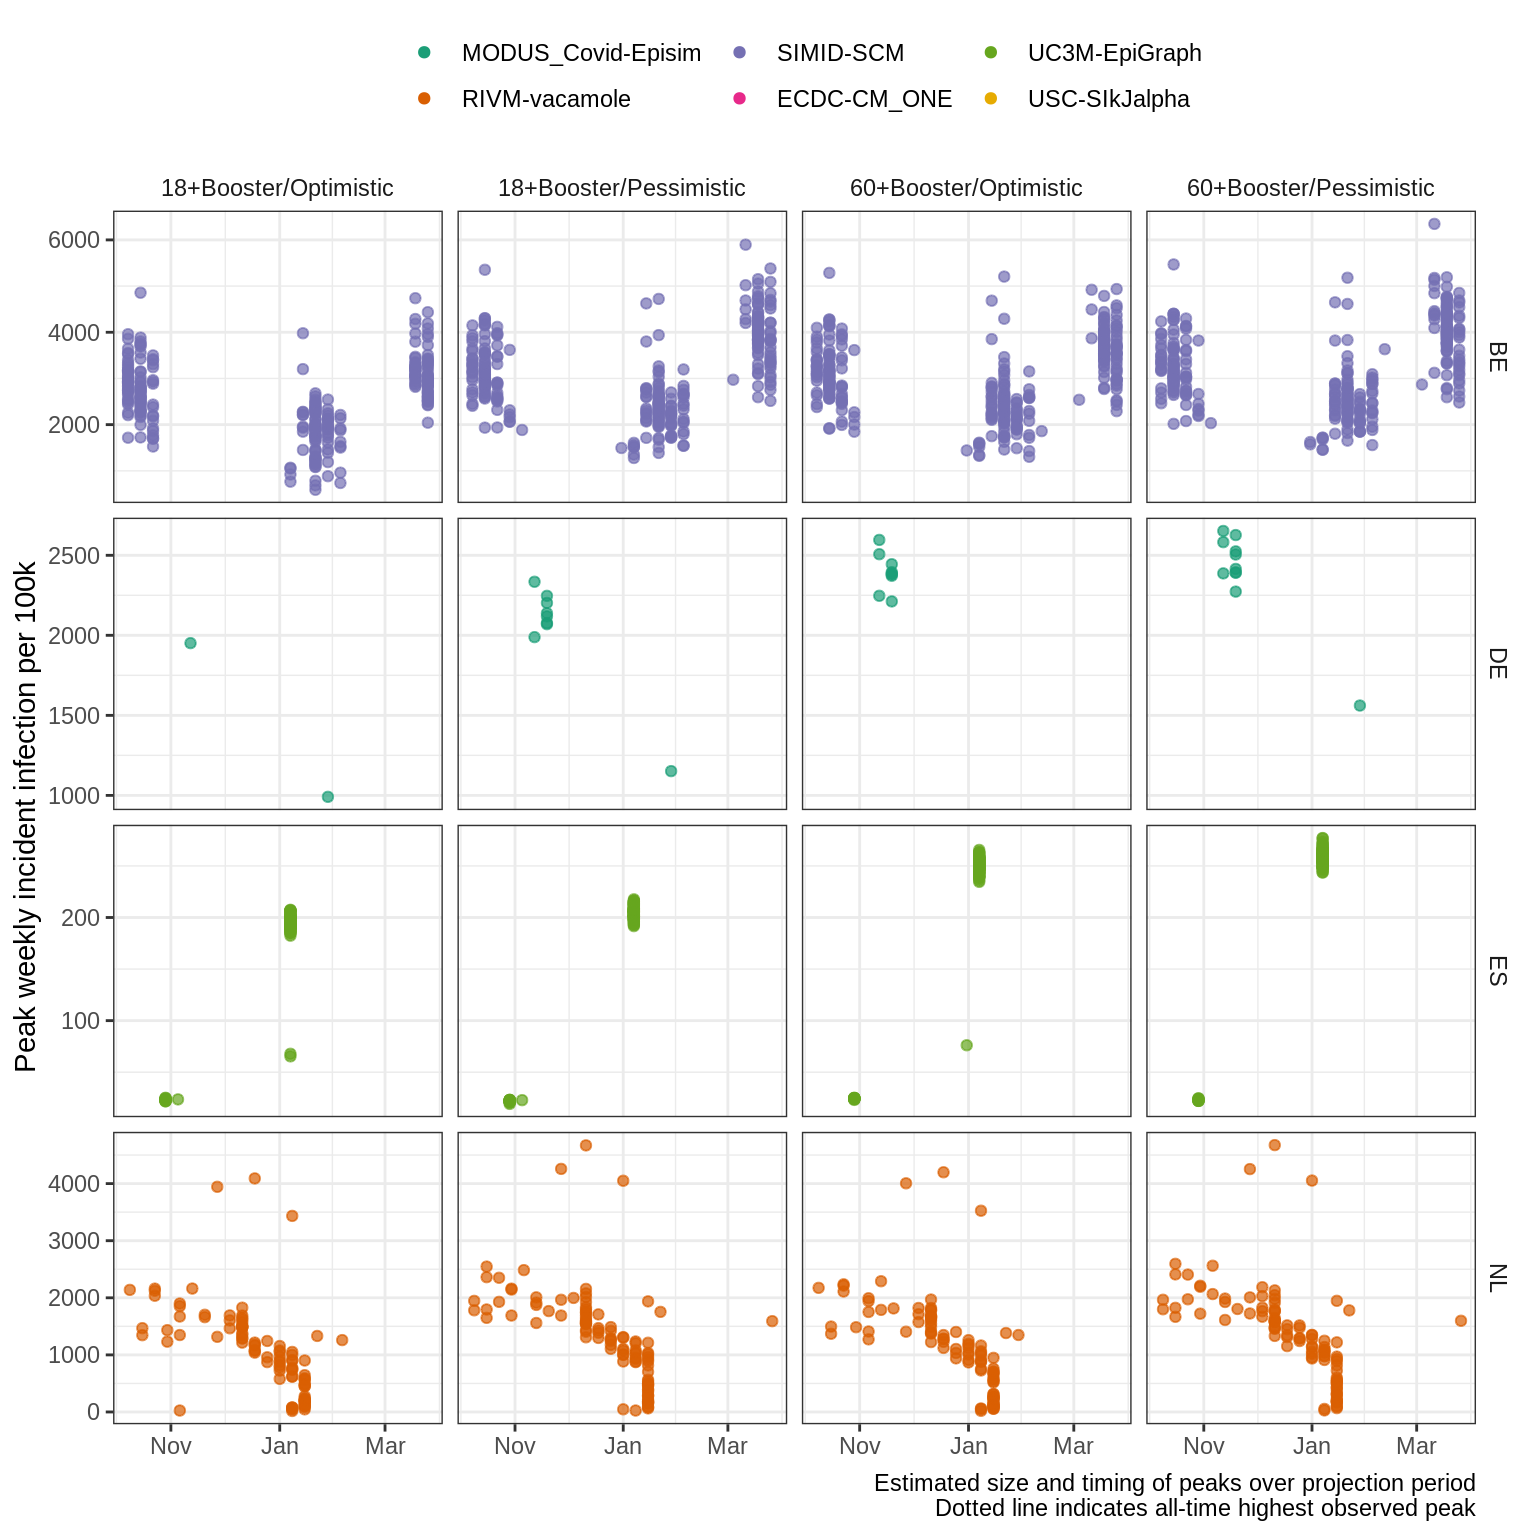 MODUS_Covid-Episim SIMID-SCM UC3M-EpiGraph
RIVM-vacamole ECDC-CM_ONE USC-SIkJalpha
18+Booster/Optimistic 18+Booster/Pessimistic 60+Booster/Optimistic 60+Booster/Pessimistic
Peak weekly incident infection per 100k
6000
4000
2000
BE
2500
2000
1500
1000
DE
200
100
ES
4000
3000
2000
1000
0
NL
Nov Jan Mar Nov Jan Mar Nov Jan Mar Nov Jan Mar
Estimated size and timing of peaks over projection period
Dotted line indicates all-time highest observed peak